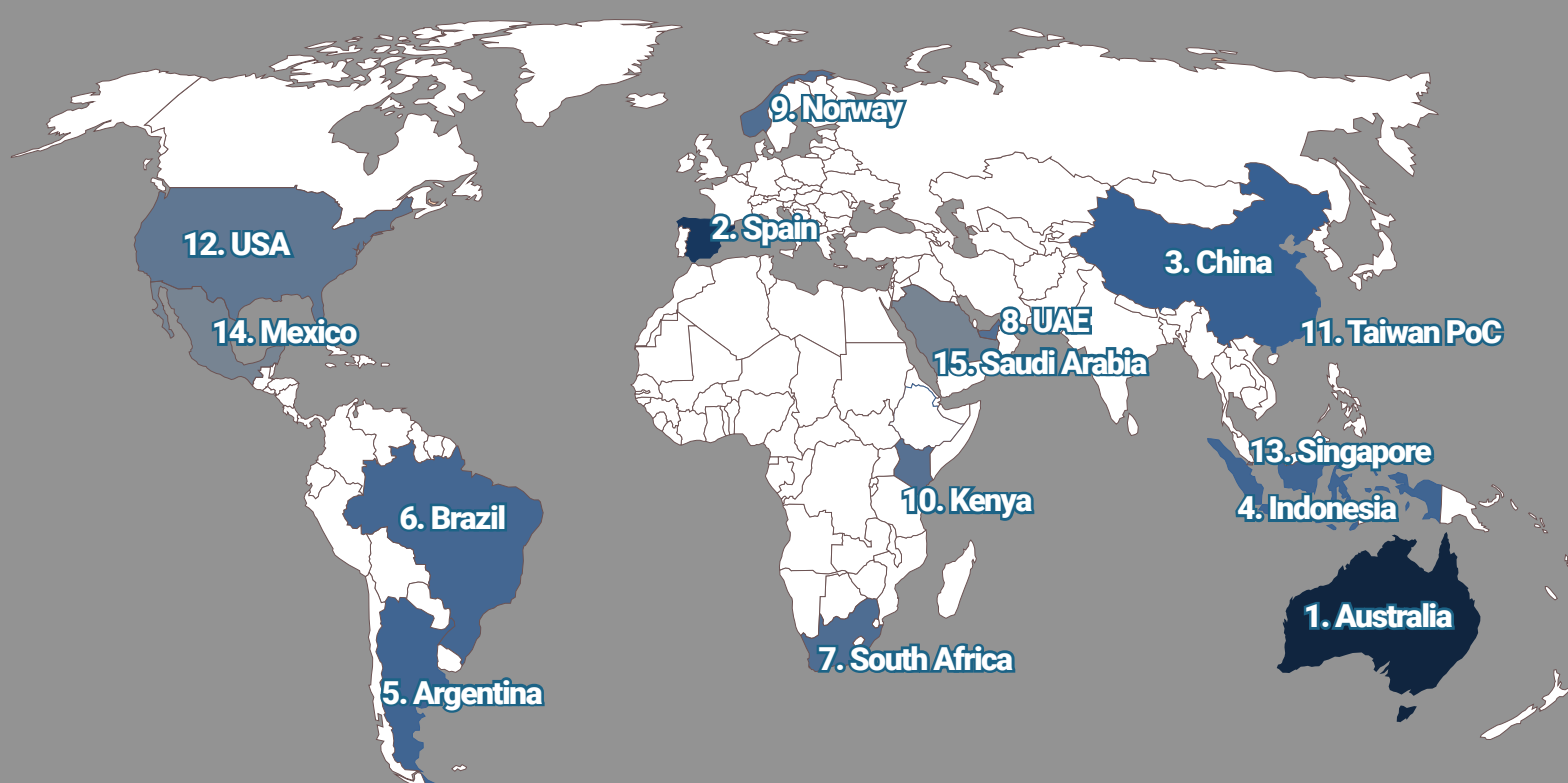 9. Norway
2. Spain
12. USA
3. China
14. Mexico
8. UAE
11. Taiwan PoC
15. Saudi Arabia
13. Singapore
10. Kenya
4. Indonesia
6. Brazil
1. Australia
7. South Africa
5. Argentina